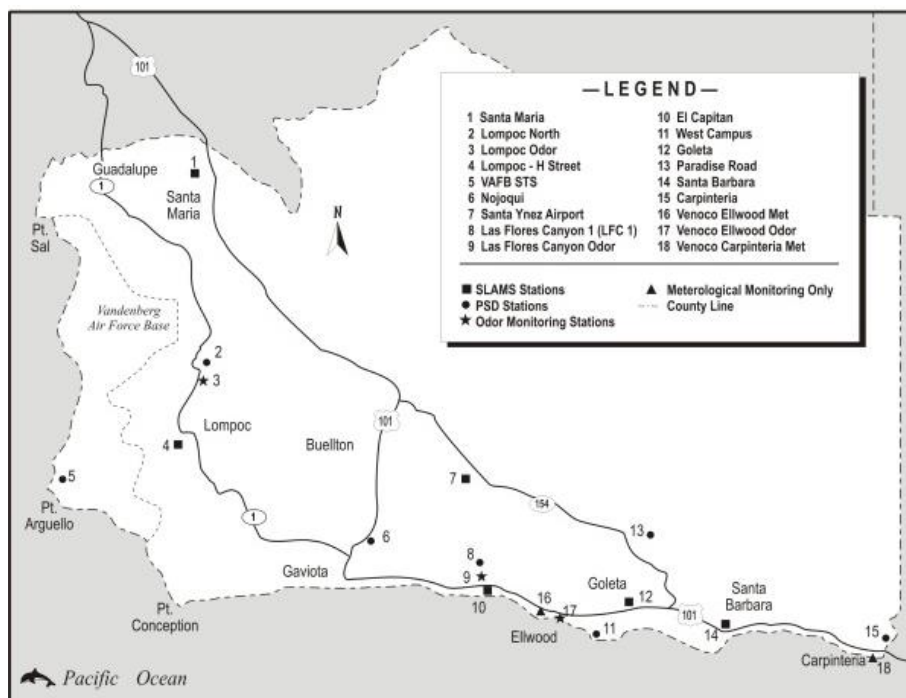 101
—LEGEND—
1 Santa Maria
2 Lompoc North
3 Lompoc Odor
4 Lompoc - H Street
5 VAFB STS
6 Nojoqui
7 Santa Ynez Airport
8 Las Flores Canyon 1 (LFC 1)
9 Las Flores Canyon Odor
10 El Capitan
11 West Campus
12 Goleta
13 Paradise Road
14 Santa Barbara
15 Carpinteria
16 Venoco Ellwood Met
17 Venoco Ellwood Odor
18 Venoco Carpinteria Met
SLAMS Stations
PSD Stations
Odor Monitoring Stations
Meterological Monitoring Only
County Line
Guadalupe
1
1
Santa
Maria
Pt.
Sal
N
Vandenberg
Air Force Base
2
3
Lompoc
4
Buellton
101
5
7
Pt.
Arguello
1
154
13
6
8
Gaviota
9
10
Goleta
12
Santa
Barbara
16
17
101
Pt.
Conception
Ellwood
11
14
15
Carpinteria
18
Pacific Ocean